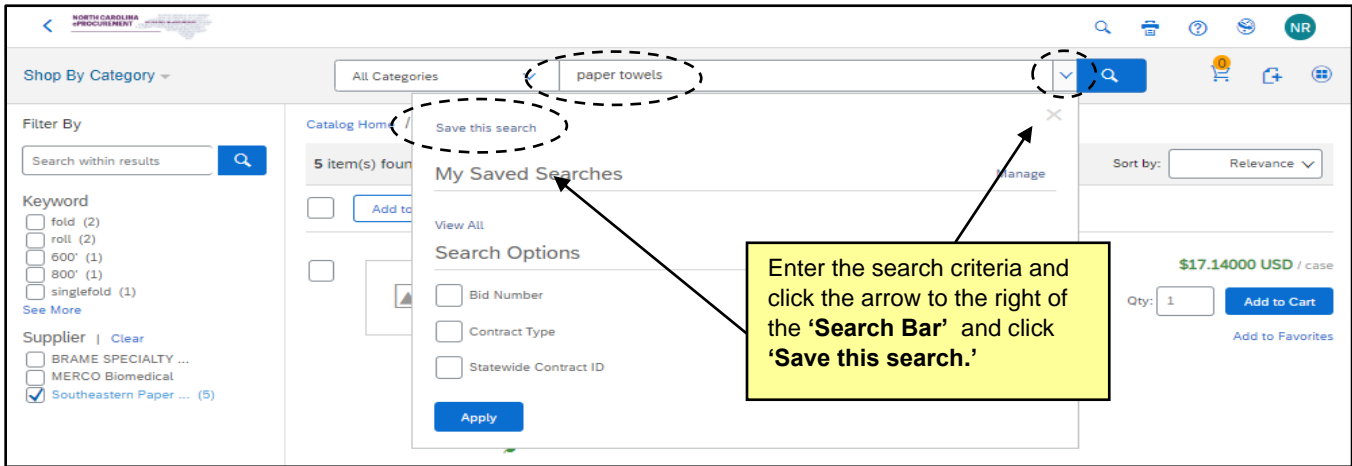 NORTH CAROLINA
ePROCUREMENT
NR
Shop By Category
All Categories
paper towels
0
Filter By
Search within results
Keyword
fold (2)
roll (2)
600' (1)
800' (1)
singlefold (1)
See More
Supplier | Clear
BRAME SPECIALTY ...
MERCO Biomedical
Southeastern Paper ... (5)
Catalog Home /
5 item(s) foun
Add to
Save this search
My Saved Searches
Manage
View All
Search Options
Bid Number
Contract Type
Statewide Contract ID
Apply
Enter the search criteria and
click the arrow to the right of
the ‘Search Bar’ and click
‘Save this search.’
Sort by: Relevance
$17.14000 USD / case
Qty: 1 Add to Cart
Add to Favorites